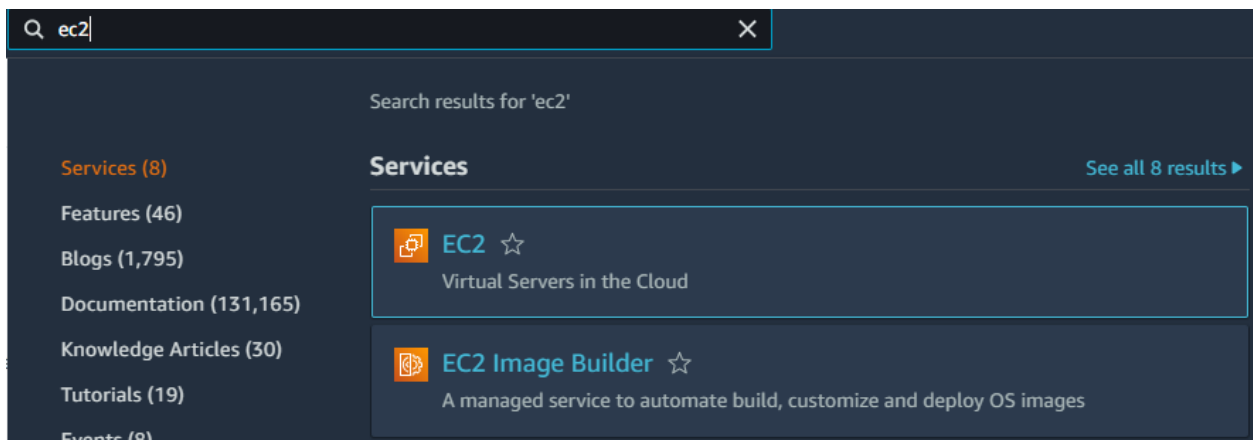 ec2
Search results for 'ec2'
Services (8)
Features (46)
Blogs (1,795)
Documentation (131,165)
Knowledge Articles (30)
Tutorials (19)
Events (8)
Services
See all 8 results
EC2
Virtual Servers in the Cloud
EC2 Image Builder
A managed service to automate build, customize and deploy OS images